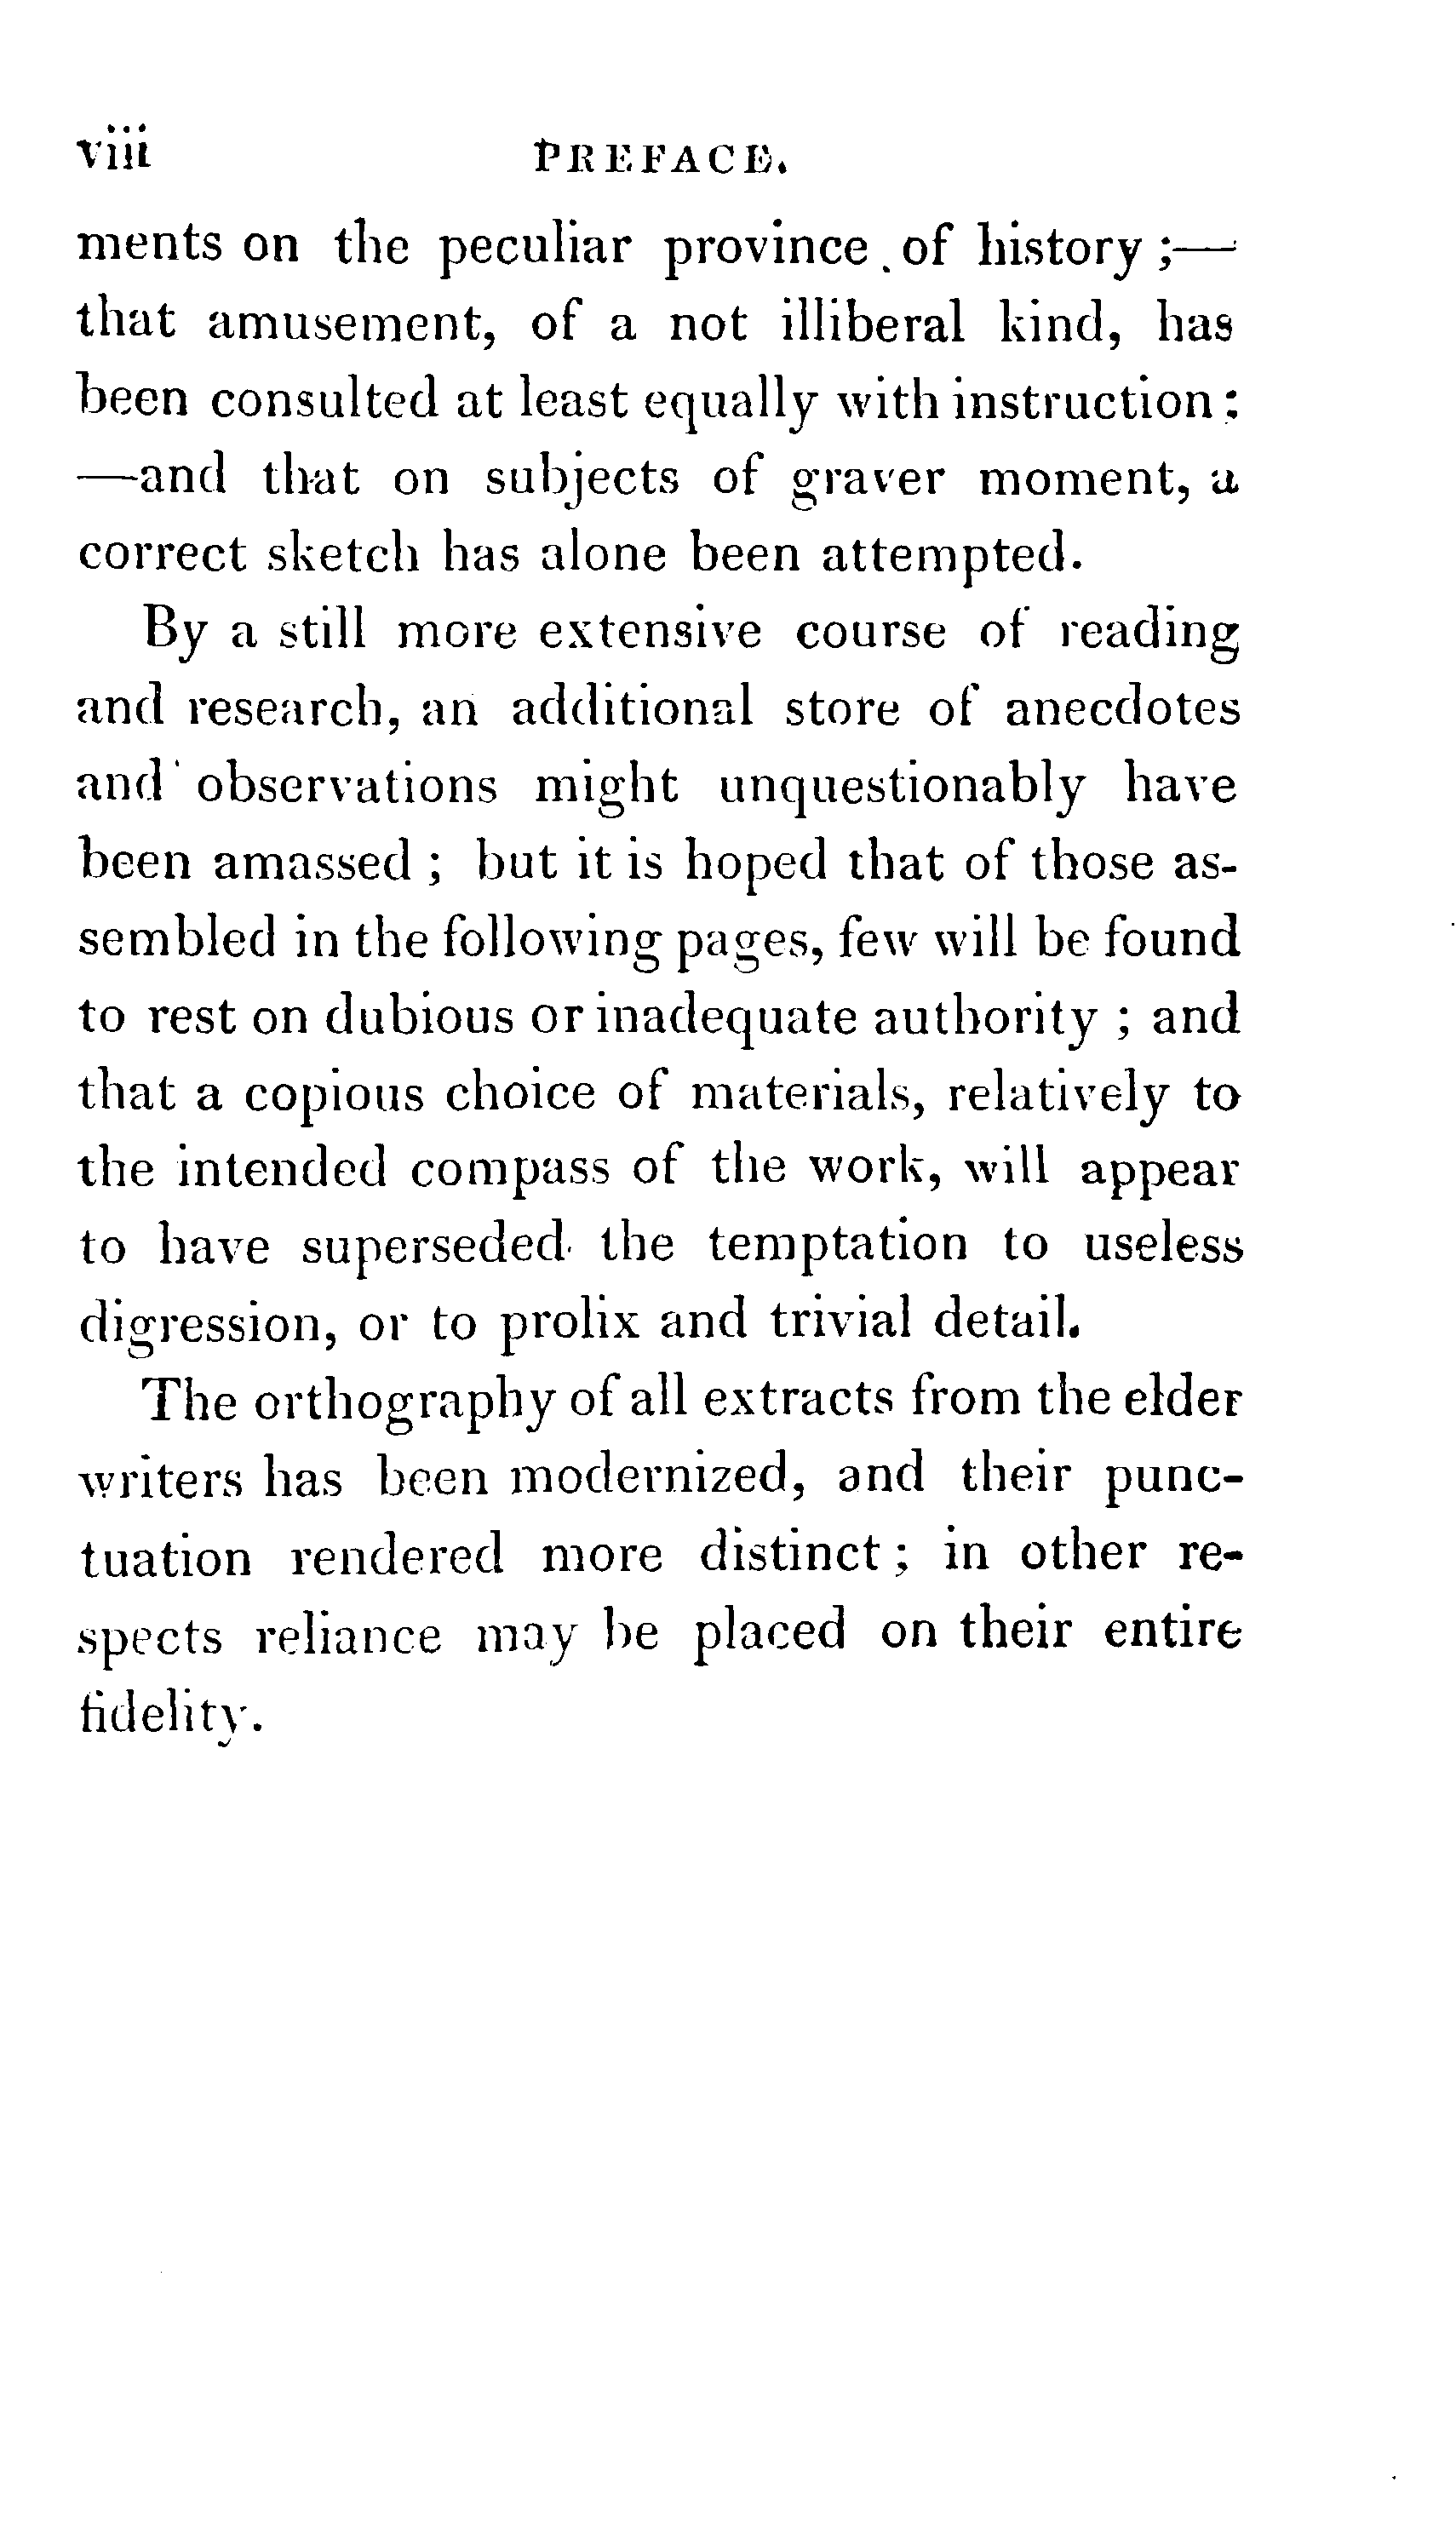 viii PREFACE.
ments on the peculiar province of history ;—
that amusement, of a not illiberal kind, has
been consulted at least equally with instruction :
—and that on subjects of graver moment, a
correct sketch has alone been attempted.
By a still more extensive course of reading
and research, an additional store of anecdotes
and observations might unquestionably have
been amassed ; but it is hoped that of those as-
sembled in the following pages, few will be found
to rest on dubious or inadequate authority ; and
that a copious choice of materials, relatively to
the intended compass of the work, will appear
to have superseded the temptation to useless
digression, or to prolix and trivial detail.
The orthography of all extracts from the elder
writers has been modernized, and their punc-
tuation rendered more distinct ; in other re-
spects reliance may be placed on their entire
fidelity.